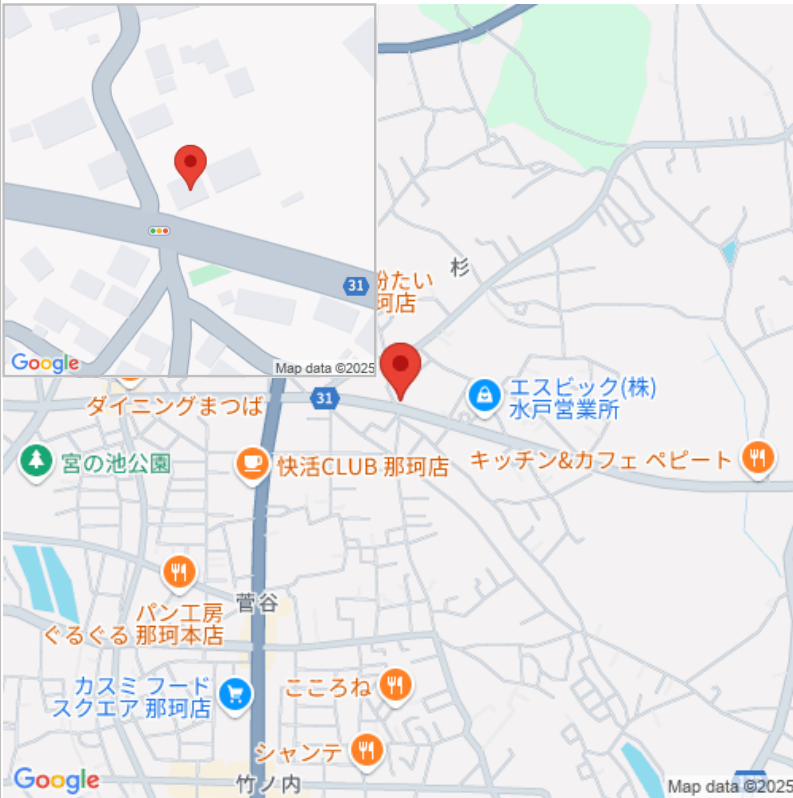 31
Google
Map data ©2025
杉
粉たい
珂店
31
エスビック(株)
水戸営業所
ダイニングまつば
宮の池公園
快活CLUB 那珂店
キッチン&カフェ ペピート
菅谷
パン工房
ぐるぐる 那珂本店
カスミ フード
スクエア 那珂店
こころね
シャンテ
竹ノ内
Google
Map data ©2025